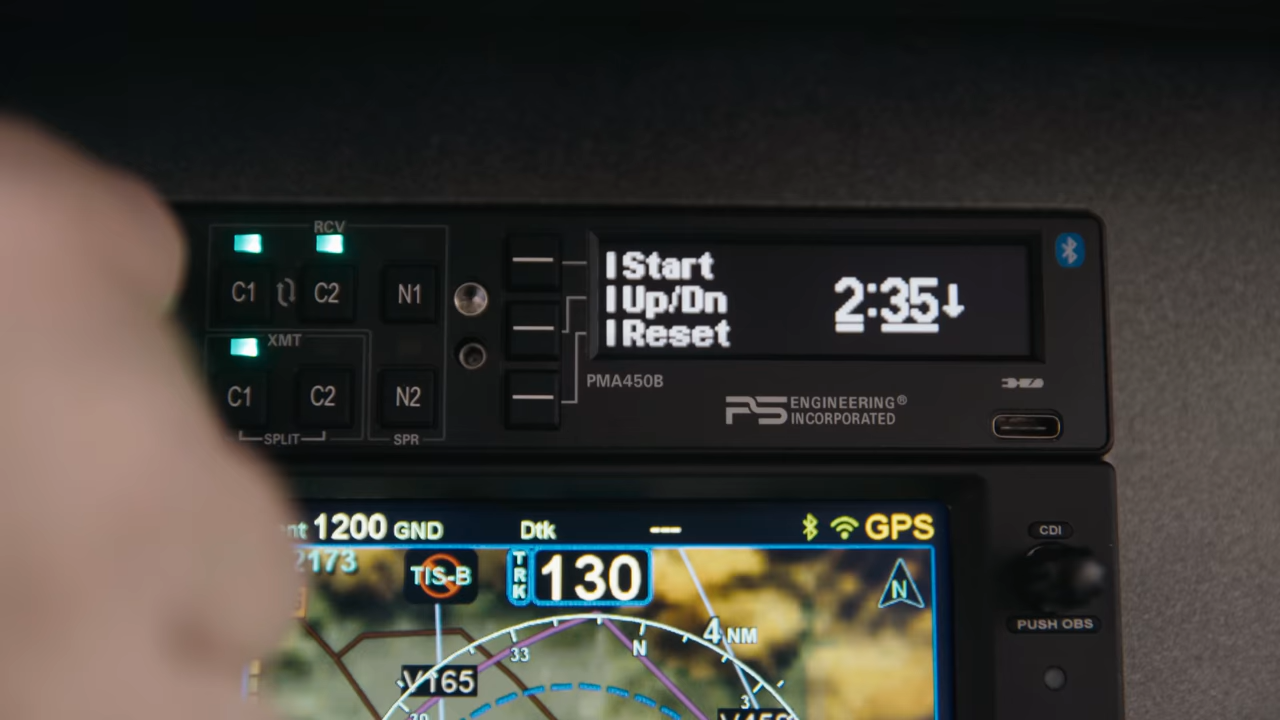 RCV
C1 C2 N1
XMT
C1 C2 N2
SPLIT SPR
Start
Up/Dn
Reset
2:35↓
PMA450B
PS ENGINEERING®
INCORPORATED
1200 GND Dtk --- GPS
2173
TIS-B
TRK 130
N
4 NM
33 N 3
V165
CDI
PUSH OBS